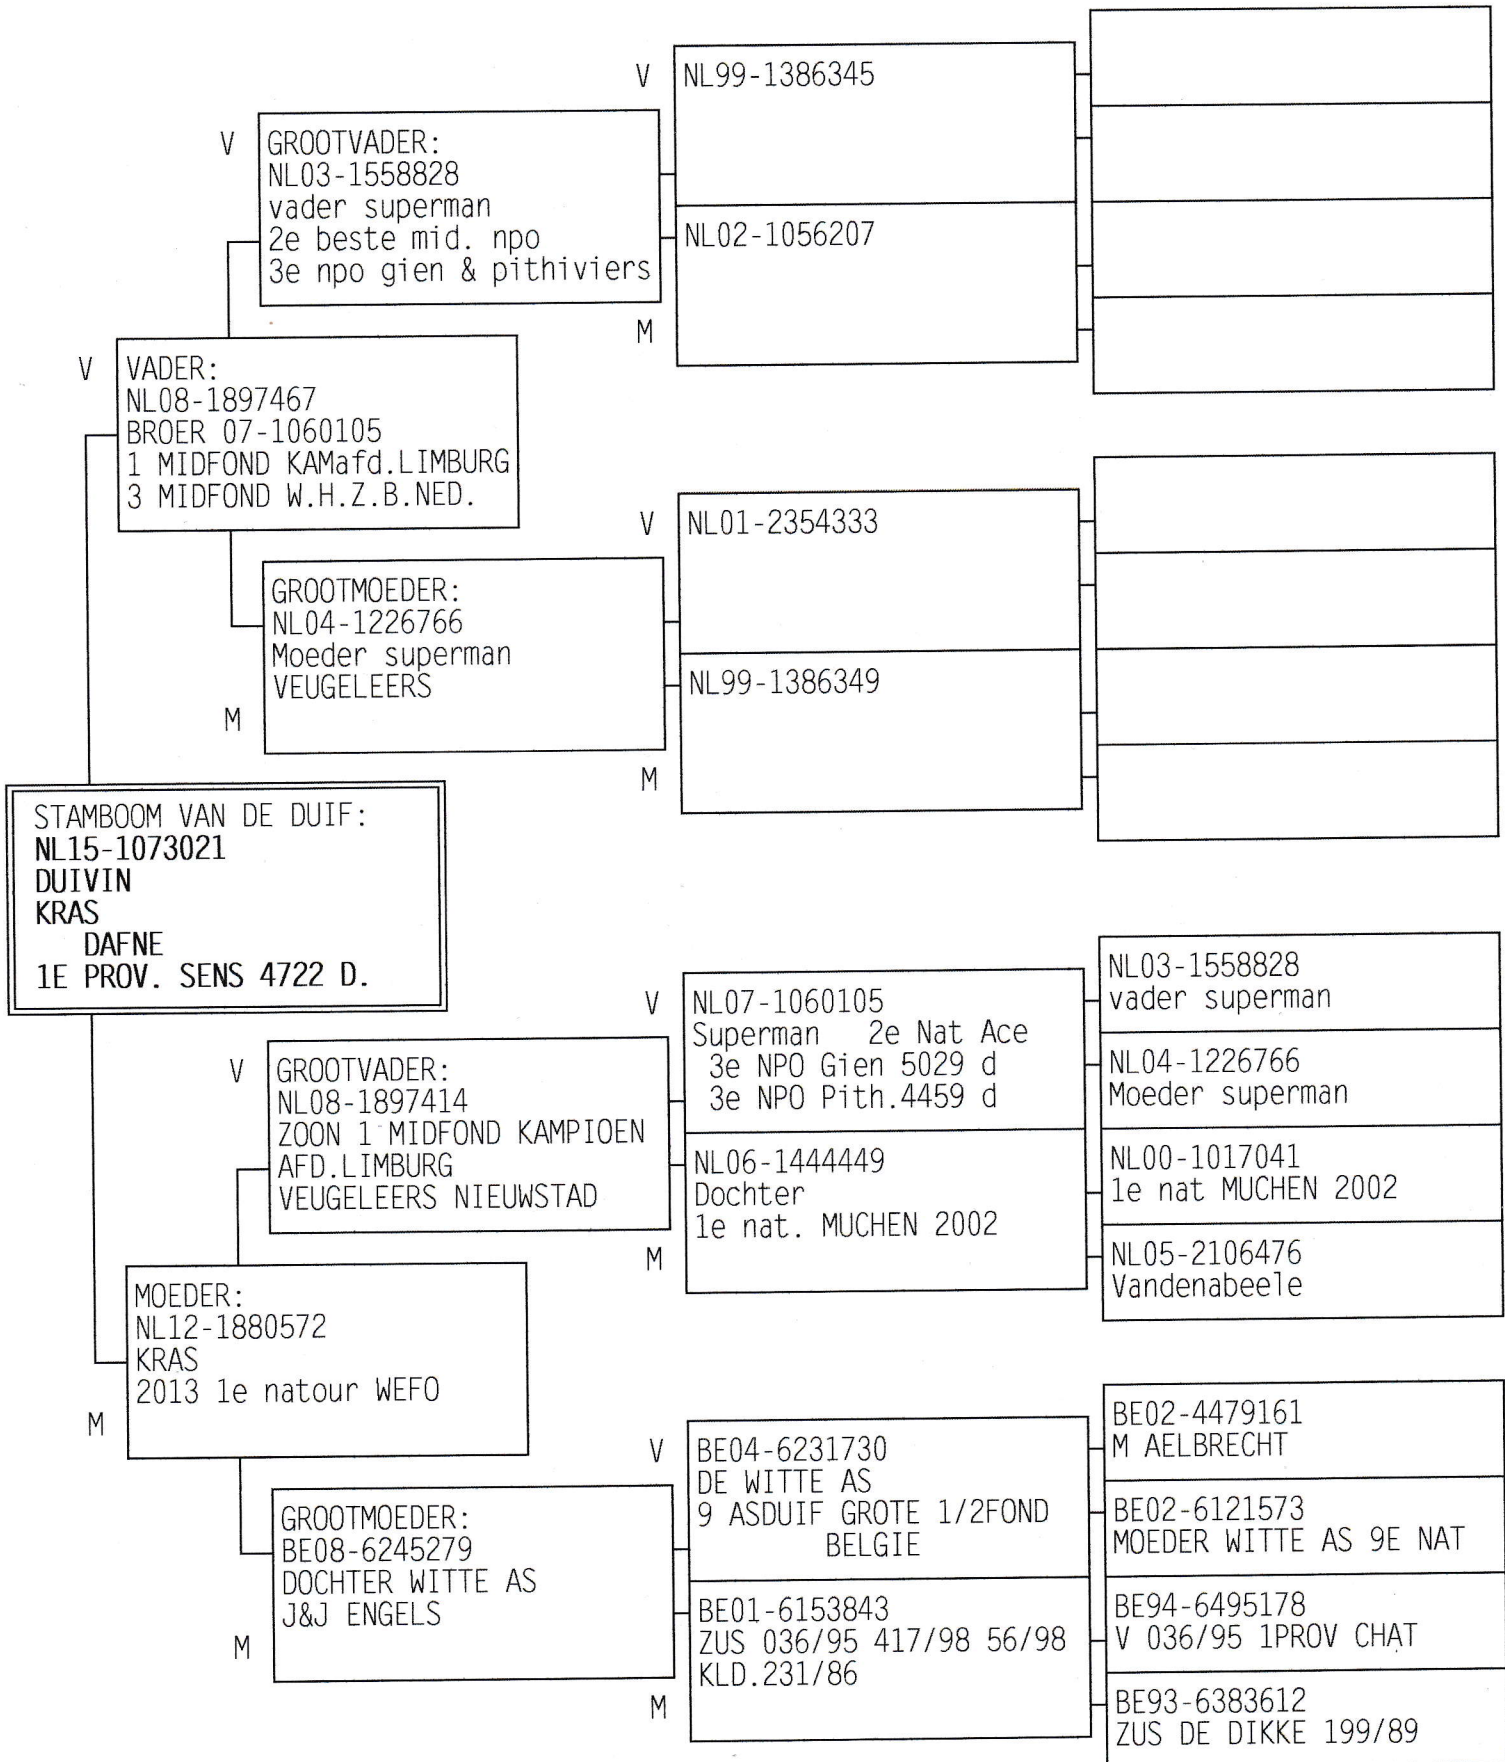 V
NL99-1386345
V
GROOTVADER:
NL03-1558828
vader superman
2e beste mid. npo
3e npo gien & pithiviers
NL02-1056207
M
V
VADER:
NL08-1897467
BROER 07-1060105
1 MIDFOND KAMafd.LIMBURG
3 MIDFOND W.H.Z.B.NED.
V
NL01-2354333
GROOTMOEDER:
NL04-1226766
Moeder superman
VEUGELEERS
M
NL99-1386349
M
STAMBOOM VAN DE DUIF:
NL15-1073021
DUIVIN
KRAS
DAFNE
1E PROV. SENS 4722 D.
V
NL07-1060105
Superman 2e Nat Ace
3e NPO Gien 5029 d
3e NPO Pith.4459 d
NL03-1558828
vader superman
NL04-1226766
Moeder superman
V
GROOTVADER:
NL08-1897414
ZOON 1 MIDFOND KAMPIOEN
AFD.LIMBURG
VEUGELEERS NIEUWSTAD
NL06-1444449
Dochter
1e nat. MUCHEN 2002
M
NL00-1017041
1e nat MUCHEN 2002
NL05-2106476
Vandenabeele
MOEDER:
NL12-1880572
KRAS
2013 1e natour WEFO
M
V
BE04-6231730
DE WITTE AS
9 ASDUIF GROTE 1/2FOND
BELGIE
BE02-4479161
M AELBRECHT
BE02-6121573
MOEDER WITTE AS 9E NAT
GROOTMOEDER:
BE08-6245279
DOCHTER WITTE AS
J&J ENGELS
M
BE01-6153843
ZUS 036/95 417/98 56/98
KLD.231/86
M
BE94-6495178
V 036/95 1PROV CHAT
BE93-6383612
ZUS DE DIKKE 199/89